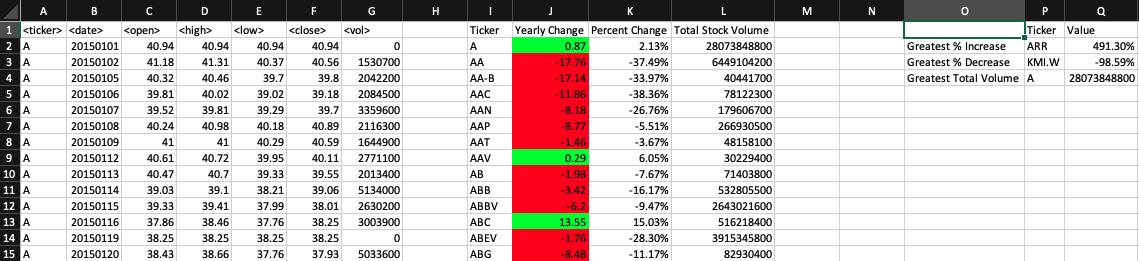 A B C D E F G H I J K L M N O P Q
1 <ticker> <date> <open> <high> <low> <close> <vol> Ticker Yearly Change Percent Change Total Stock Volume Ticker Value
2 A 20150101 40.94 40.94 40.94 40.94 0 A 0.87 2.13% 28073848800 Greatest % Increase ARR 491.30%
3 A 20150102 41.18 41.31 40.37 40.56 1530700 AA -17.76 -37.49% 6449104200 Greatest % Decrease KMI.W -98.59%
4 A 20150105 40.32 40.46 39.7 39.8 2042200 AA-B -17.14 -33.97% 40441700 Greatest Total Volume A 28073848800
5 A 20150106 39.81 40.02 39.02 39.18 2084500 AAC -11.86 -38.36% 78122300
6 A 20150107 39.52 39.81 39.29 39.7 3359600 AAN -8.18 -26.76% 179606700
7 A 20150108 40.24 40.98 40.18 40.89 2116300 AAP -8.77 -5.51% 266930500
8 A 20150109 41 41 40.29 40.59 1644900 AAT -1.46 -3.67% 48158100
9 A 20150112 40.61 40.72 39.95 40.11 2771100 AAV 0.29 6.05% 30229400
10 A 20150113 40.47 40.7 39.33 39.55 2013400 AB -1.98 -7.67% 71403800
11 A 20150114 39.03 39.1 38.21 39.06 5134000 ABB -3.42 -16.17% 532805500
12 A 20150115 39.33 39.41 37.99 38.01 2630200 ABBV -6.2 -9.47% 2643021600
13 A 20150116 37.86 38.46 37.76 38.25 3003900 ABC 13.55 15.03% 516218400
14 A 20150119 38.25 38.25 38.25 38.25 0 ABEV -1.76 -28.30% 3915345800
15 A 20150120 38.43 38.66 37.76 37.93 5033600 ABG -8.48 -11.17% 82930400